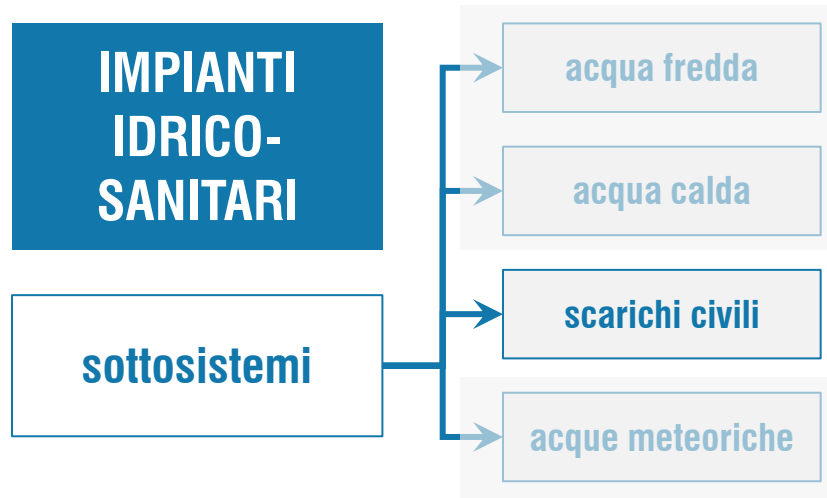 IMPIANTI
IDRICO-
SANITARI
sottosistemi
acqua fredda
acqua calda
scarichi civili
acque meteoriche